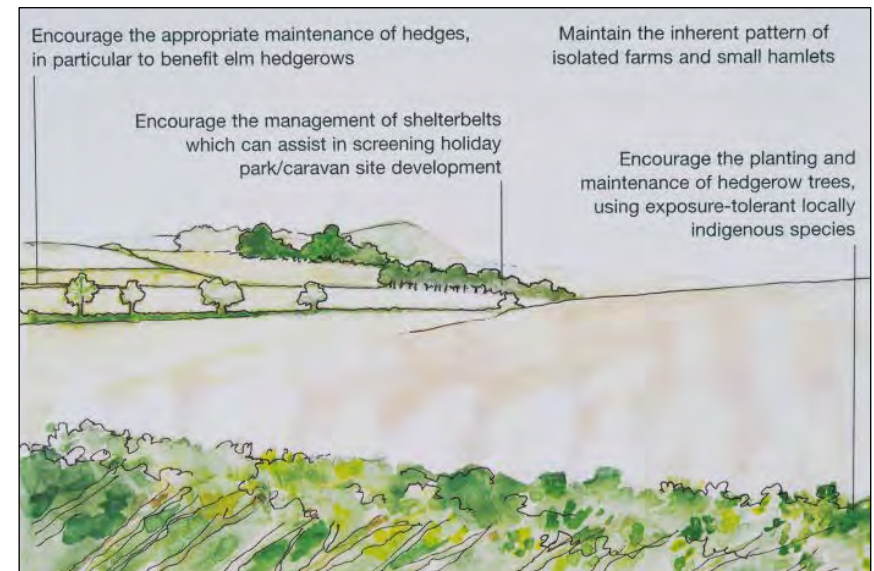 Encourage the appropriate maintenance of hedges,
in particular to benefit elm hedgerows
Maintain the inherent pattern of
isolated farms and small hamlets
Encourage the management of shelterbelts
which can assist in screening holiday
park/caravan site development
Encourage the planting and
maintenance of hedgerow trees,
using exposure-tolerant locally
indigenous species